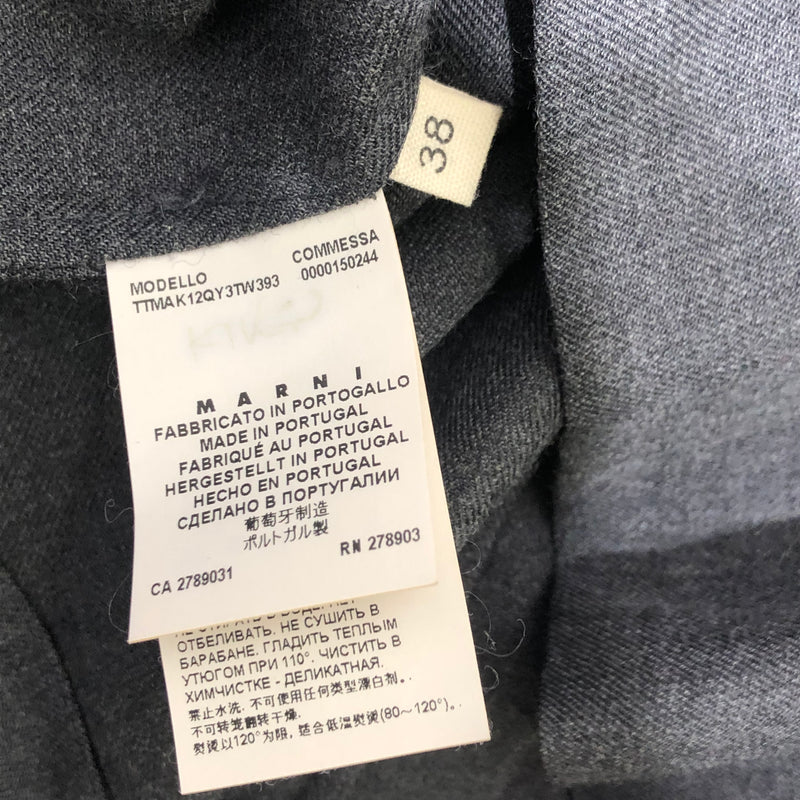 38
MODELLO COMMESSA
TTMAK12QY3TW393 0000150244
MARNI
FABBRICATO IN PORTOGALLO
MADE IN PORTUGAL
FABRIQUÉ AU PORTUGAL
HERGESTELLT IN PORTUGAL
HECHO EN PORTUGAL
СДЕЛАНО В ПОРТУГАЛИИ
葡萄牙制造
ポルトガル製
CA 2789031 RN 278903
ОТБЕЛИВАТЬ. НЕ СУШИТЬ В
БАРАБАНЕ. ГЛАДИТЬ ТЕПЛЫМ
УТЮГОМ ПРИ 110°. ЧИСТИТЬ В
ХИМЧИСТКЕ - ДЕЛИКАТНАЯ.
禁止水洗. 不可使用任何类型漂白剂。.
不可转笼翻转干燥.
熨烫以120°为限, 适合低温熨烫(80~120°)。.